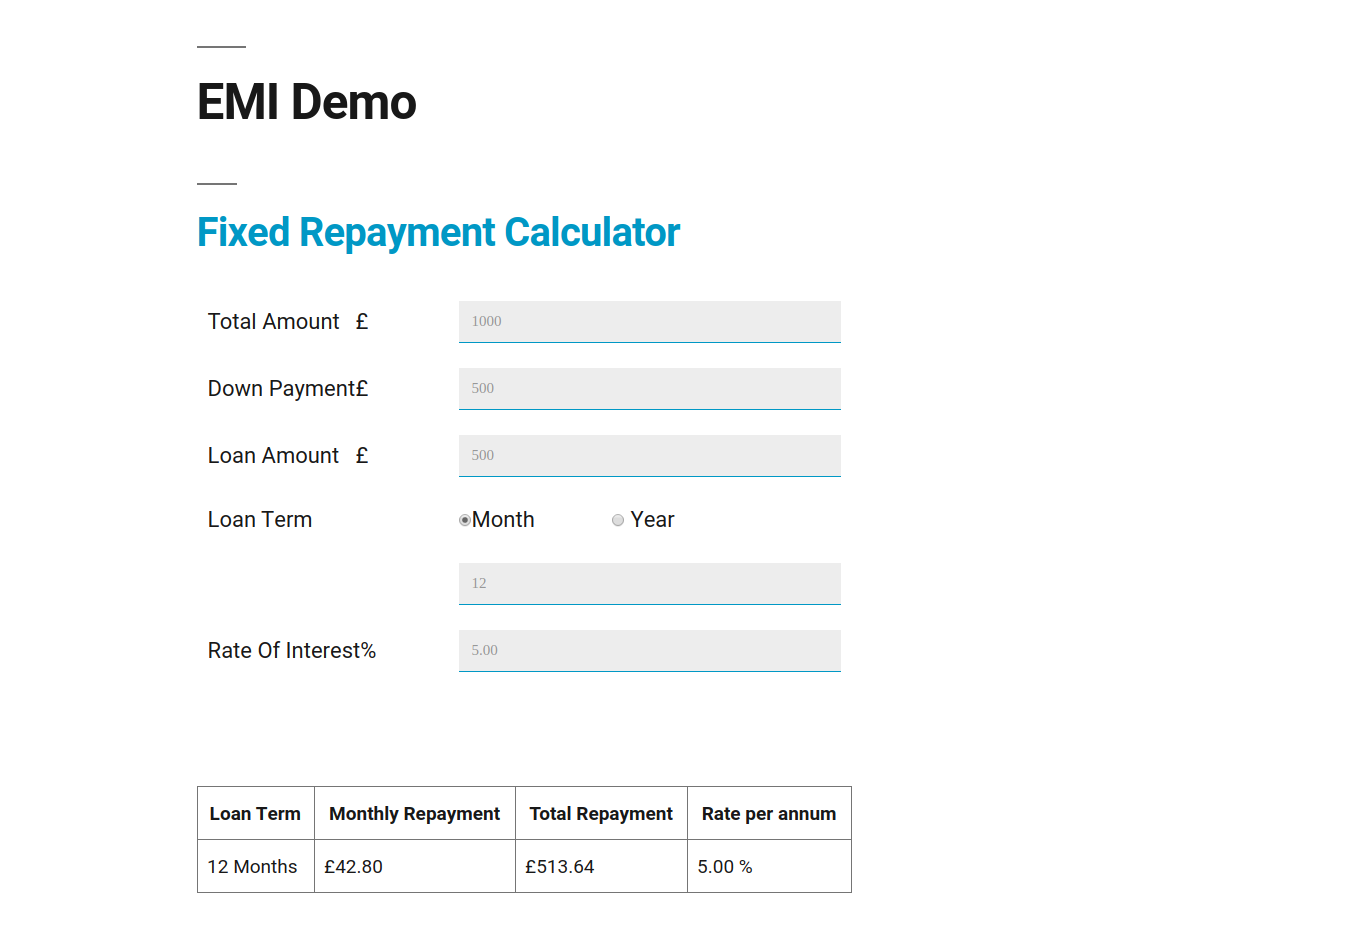 EMI Demo
Fixed Repayment Calculator
Total Amount £ 1000
Down Payment£ 500
Loan Amount £ 500
Loan Term Month Year
12
Rate Of Interest% 5.00
Loan Term Monthly Repayment Total Repayment Rate per annum
12 Months £42.80 £513.64 5.00 %